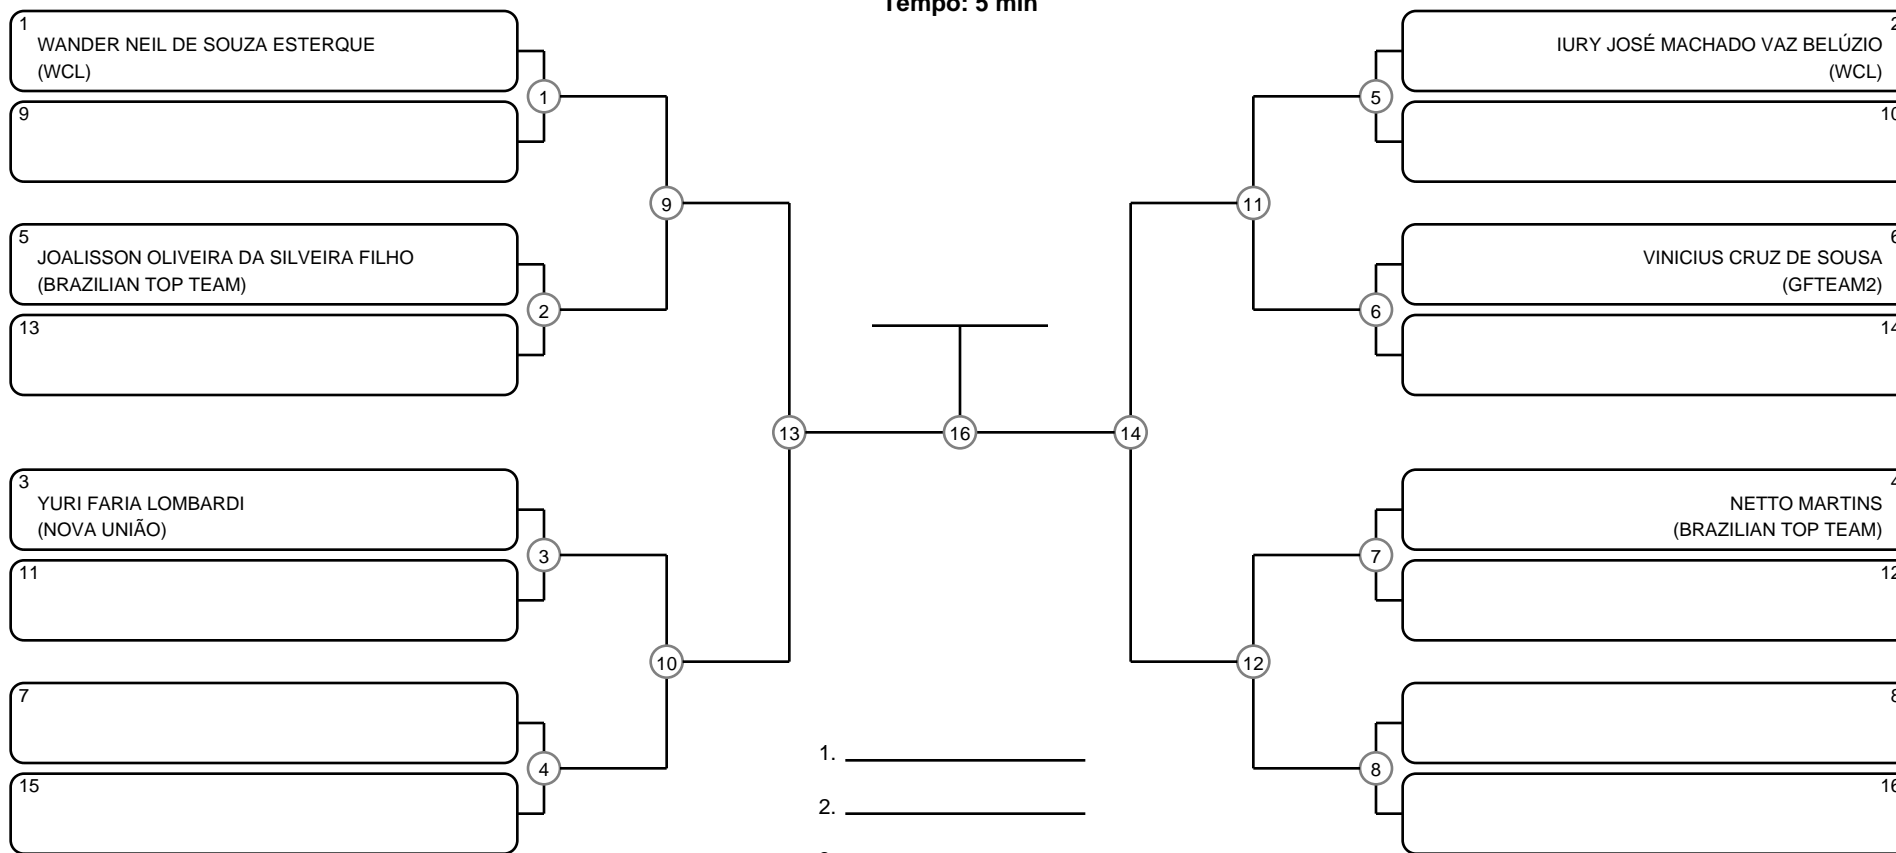 Tempo: 5 min
1
WANDER NEIL DE SOUZA ESTERQUE
(WCL)
9
1
5
JOALISSON OLIVEIRA DA SILVEIRA FILHO
(BRAZILIAN TOP TEAM)
13
2
9
3
YURI FARIA LOMBARDI
(NOVA UNIÃO)
11
3
7
15
4
10
13
16
14
2
IURY JOSÉ MACHADO VAZ BELÚZIO
(WCL)
10
5
6
VINICIUS CRUZ DE SOUSA
(GFTEAM2)
14
6
11
4
NETTO MARTINS
(BRAZILIAN TOP TEAM)
12
7
8
16
8
12
1.
2.